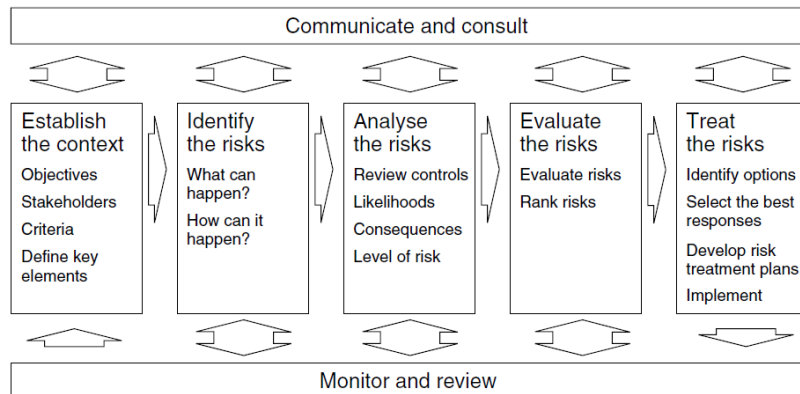 Communicate and consult
Establish
the context
Objectives
Stakeholders
Criteria
Define key
elements
Identify
the risks
What can
happen?
How can it
happen?
Analyse
the risks
Review controls
Likelihoods
Consequences
Level of risk
Evaluate
the risks
Evaluate risks
Rank risks
Treat
the risks
Identify options
Select the best
responses
Develop risk
treatment plans
Implement
Monitor and review